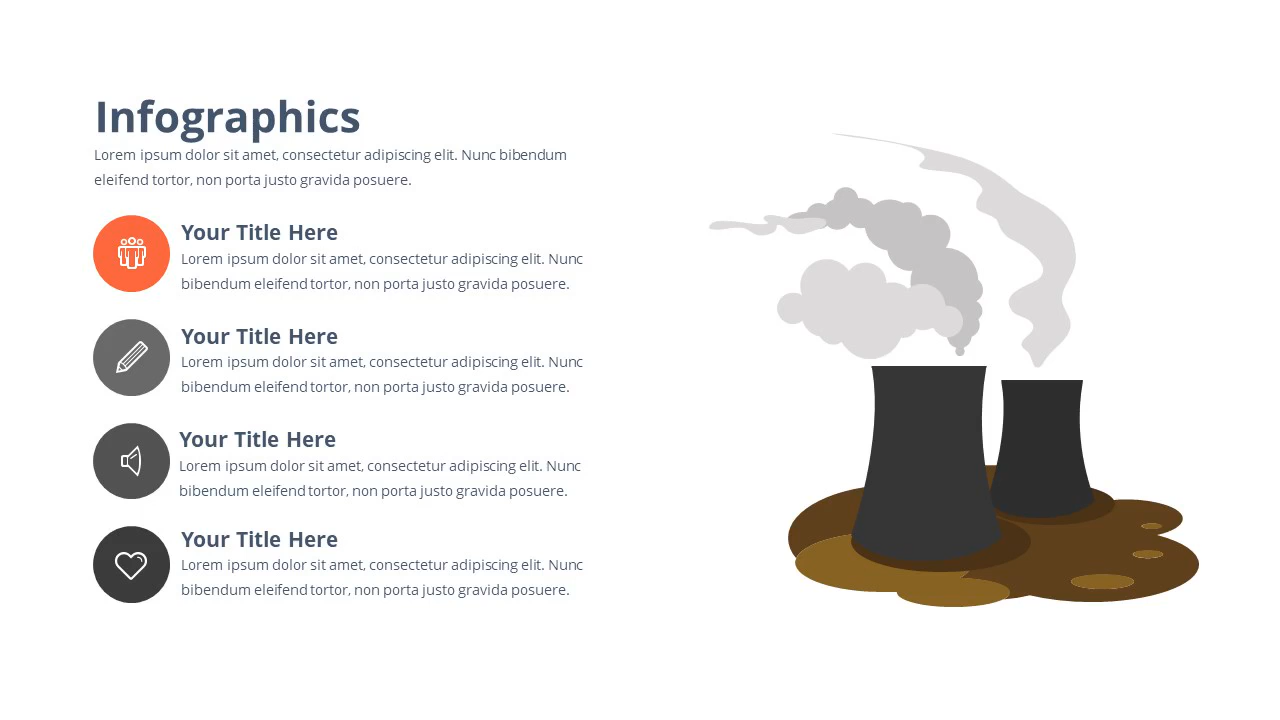 Infographics
Lorem ipsum dolor sit amet, consectetur adipiscing elit. Nunc bibendum
eleifend tortor, non porta justo gravida posuere.
Your Title Here
Lorem ipsum dolor sit amet, consectetur adipiscing elit. Nunc
bibendum eleifend tortor, non porta justo gravida posuere.
Your Title Here
Lorem ipsum dolor sit amet, consectetur adipiscing elit. Nunc
bibendum eleifend tortor, non porta justo gravida posuere.
Your Title Here
Lorem ipsum dolor sit amet, consectetur adipiscing elit. Nunc
bibendum eleifend tortor, non porta justo gravida posuere.
Your Title Here
Lorem ipsum dolor sit amet, consectetur adipiscing elit. Nunc
bibendum eleifend tortor, non porta justo gravida posuere.